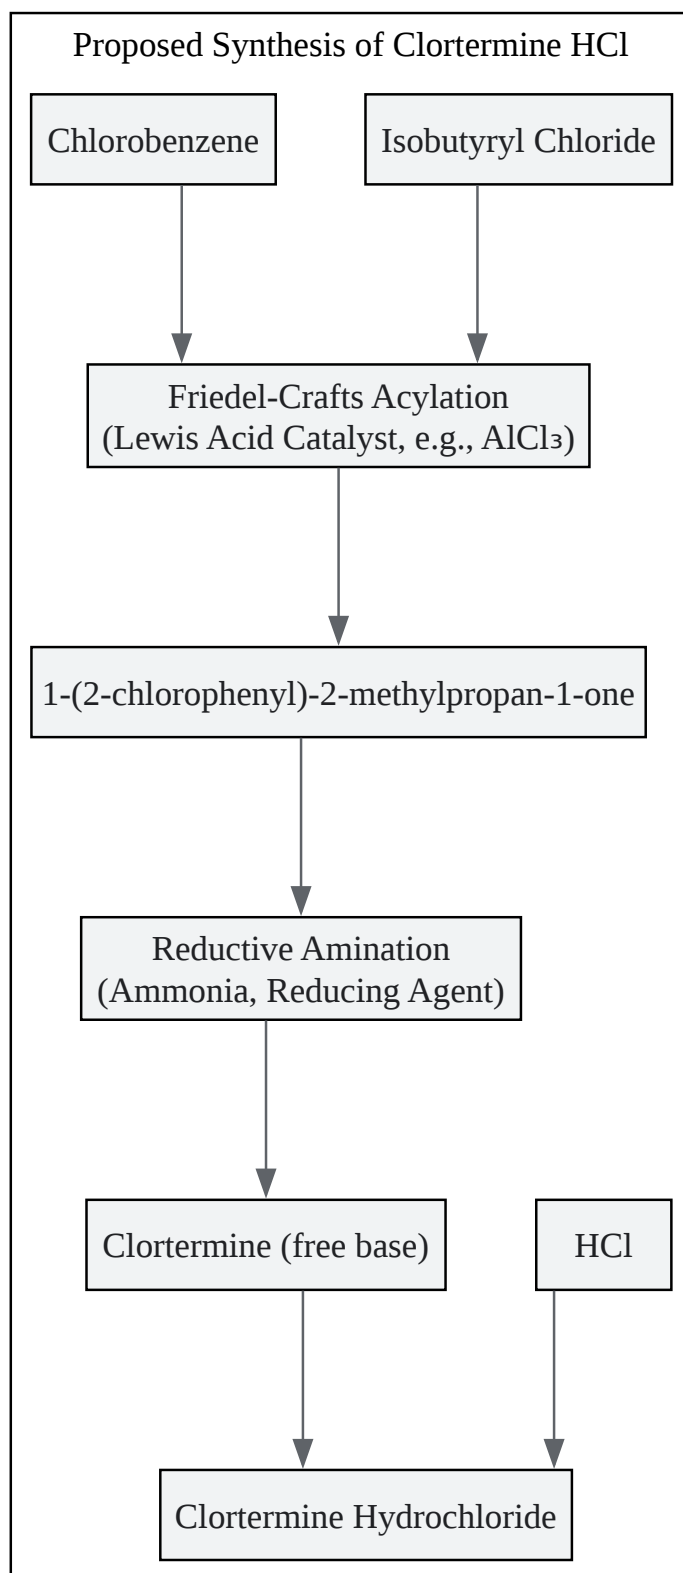 Proposed Synthesis of Clortermine HCl
Chlorobenzene
Isobutyryl Chloride
Friedel-Crafts Acylation
(Lewis Acid Catalyst, e.g., AlCl₃)
1-(2-chlorophenyl)-2-methylpropan-1-one
Reductive Amination
(Ammonia, Reducing Agent)
Clortermine (free base)
HCl
Clortermine Hydrochloride